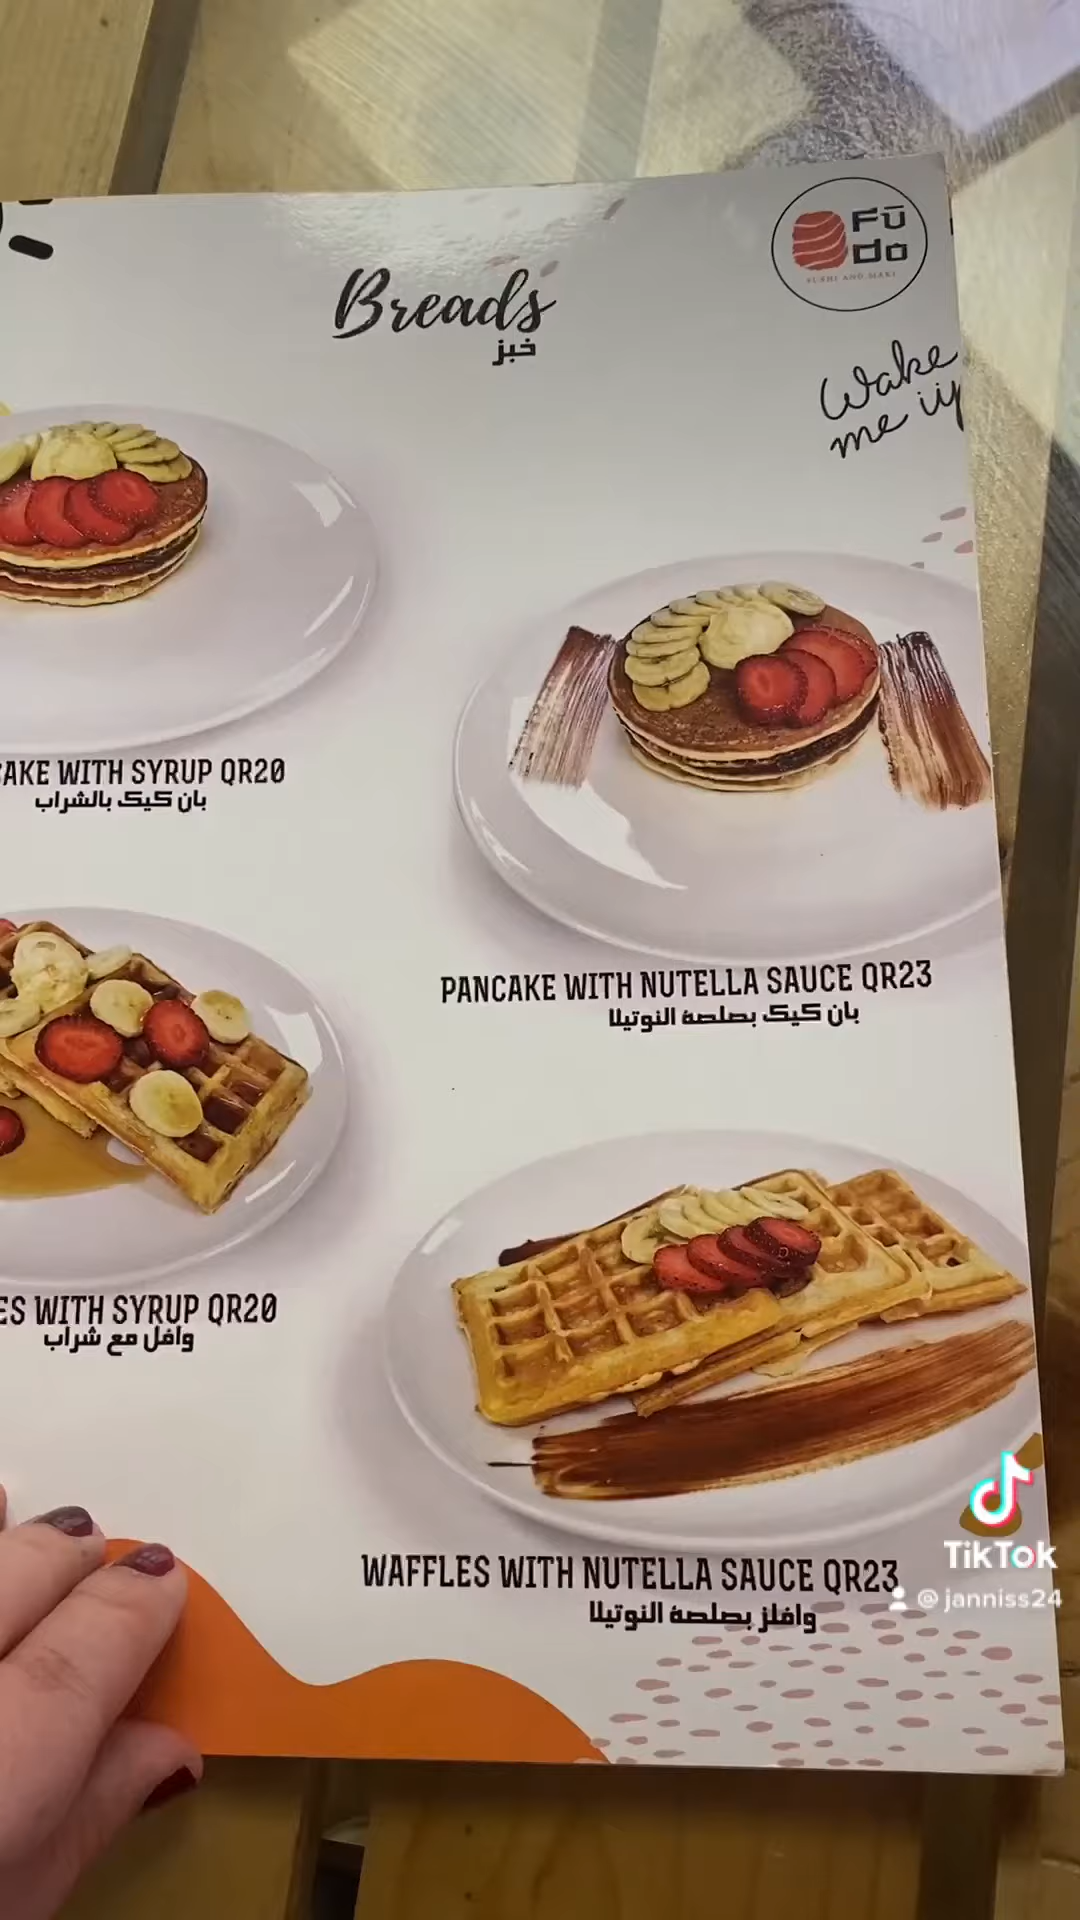 Fū
Do
SUSHI AND MAKI
Breads
خبز
Wake
me up
WITH SYRUP QR20
بان كيك بالشراب
PANCAKE WITH NUTELLA SAUCE QR23
بان كيك بصلصة النوتيلا
WITH SYRUP QR20
وافل مع شراب
WAFFLES WITH NUTELLA SAUCE QR23
وافلز بصلصة النوتيلا
TikTok
@janniss24